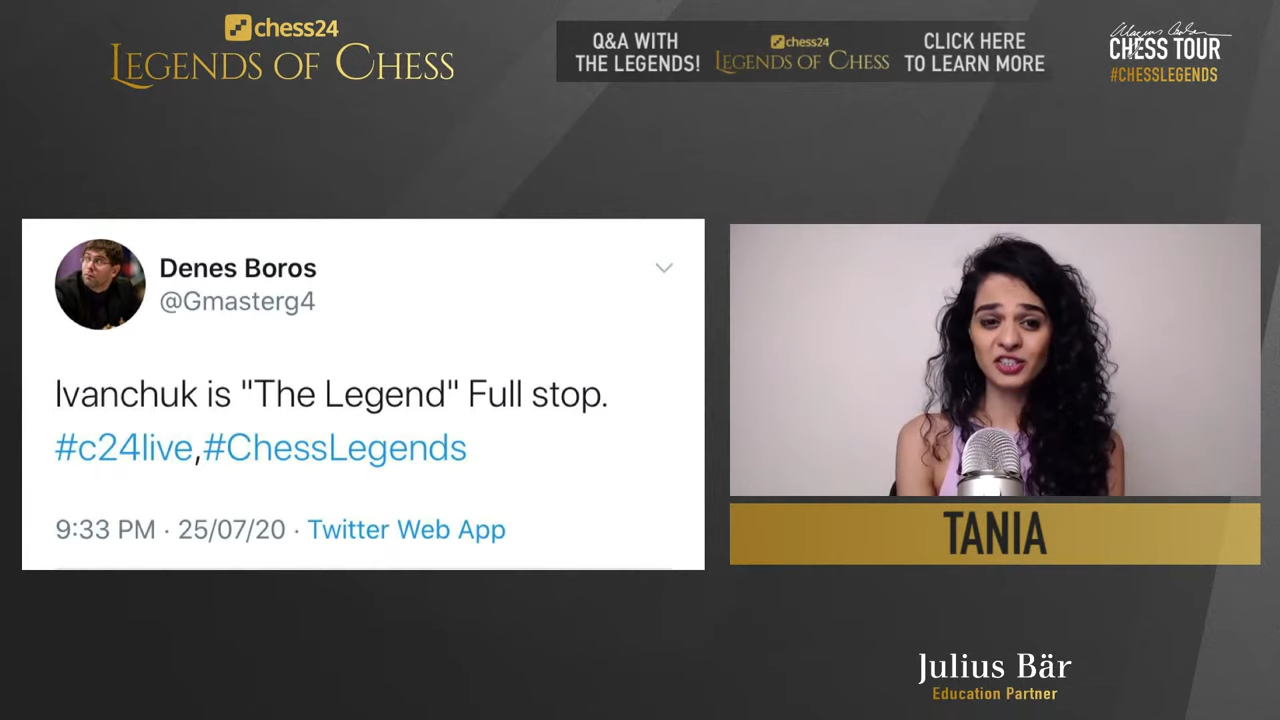 chess24
LEGENDS OF CHESS
Q&A WITH
THE LEGENDS!
chess24
LEGENDS OF CHESS
CLICK HERE
TO LEARN MORE
Magnus Carlsen
CHESS TOUR
#CHESSLEGENDS
Denes Boros
@Gmasterg4
Ivanchuk is "The Legend" Full stop.
#c24live,#ChessLegends
9:33 PM · 25/07/20 · Twitter Web App
TANIA
Julius Bär
Education Partner